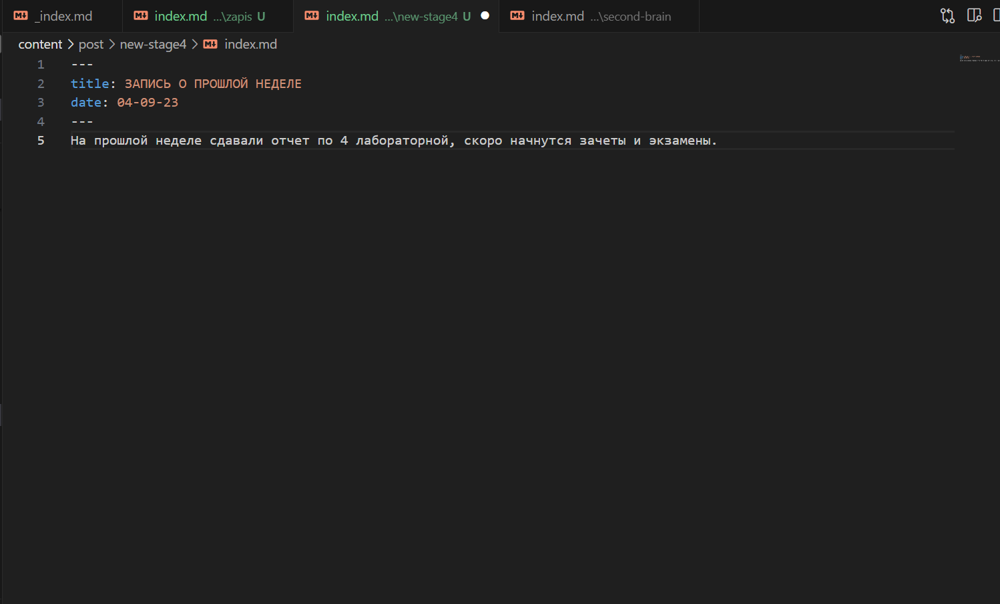 _index.md
index.md ...\zapis U
index.md ...\new-stage4 U
index.md ...\second-brain
content > post > new-stage4 > index.md
1 ---
2 title: ЗАПИСЬ О ПРОШЛОЙ НЕДЕЛЕ
3 date: 04-09-23
4 ---
5 На прошлой неделе сдавали отчет по 4 лабораторной, скоро начнутся зачеты и экзамены.